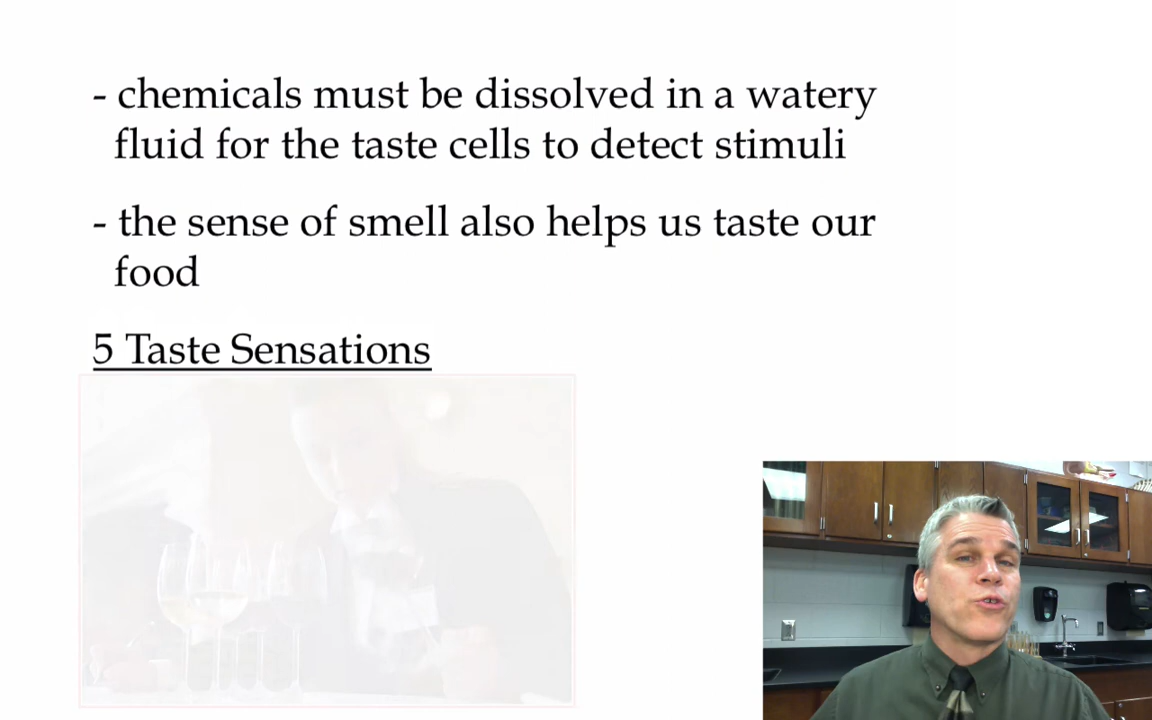 - chemicals must be dissolved in a watery
fluid for the taste cells to detect stimuli
- the sense of smell also helps us taste our
food
5 Taste Sensations